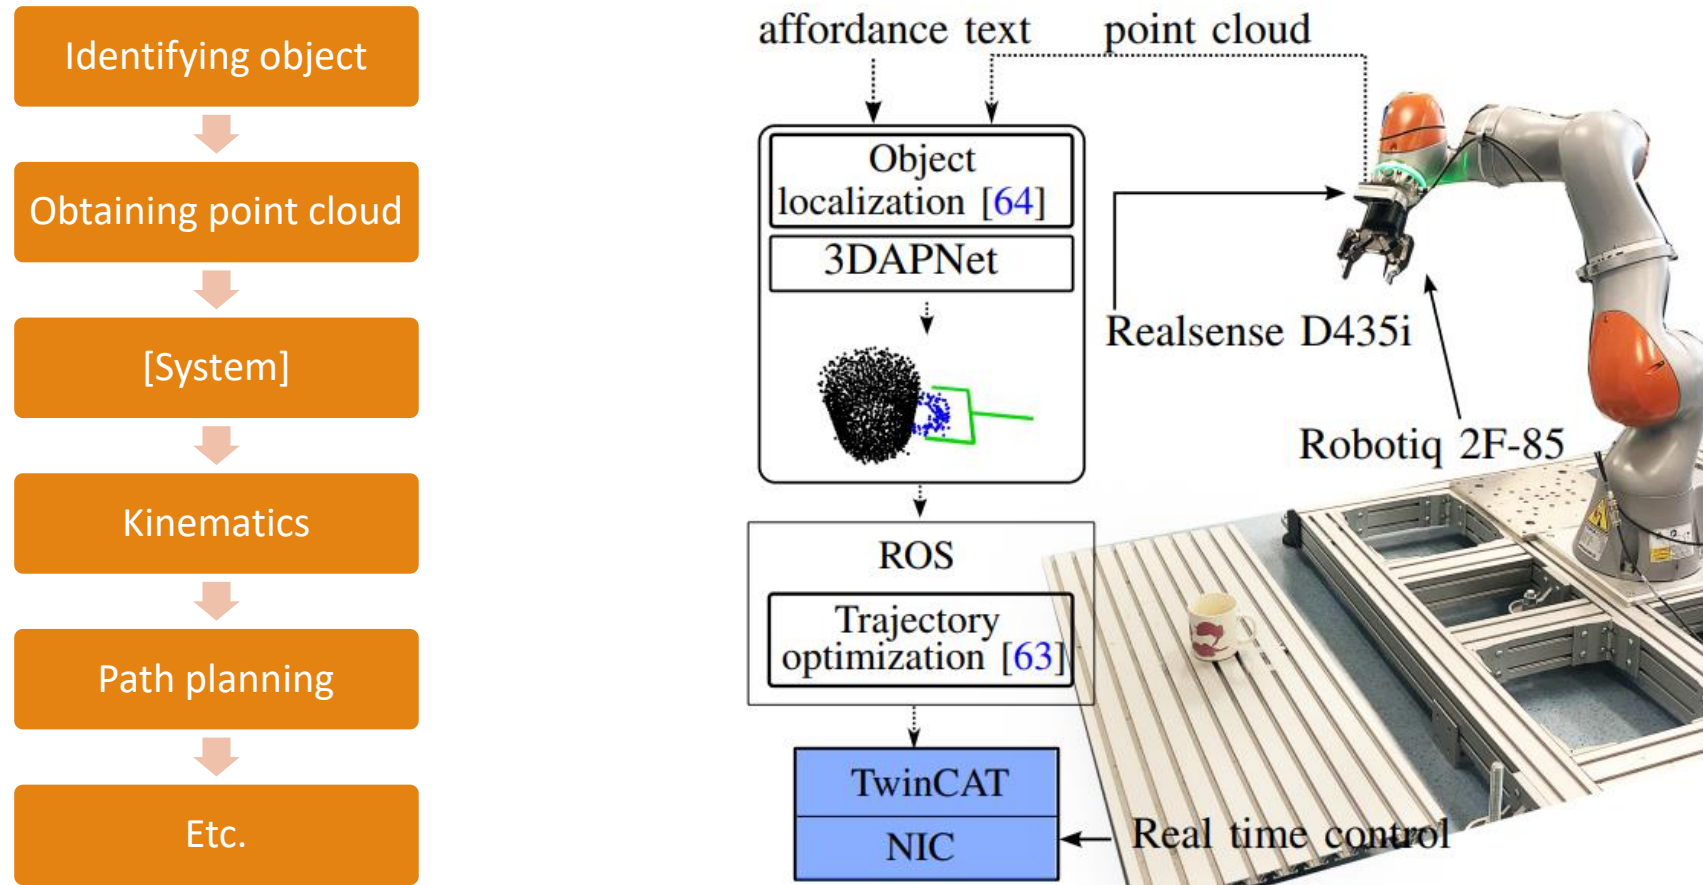 Identifying object
Obtaining point cloud
[System]
Kinematics
Path planning
Etc.
affordance text
point cloud
Object
localization [64]
3DAPNet
Realsense D435i
Robotiq 2F-85
ROS
Trajectory
optimization [63]
TwinCAT
NIC
Real time control